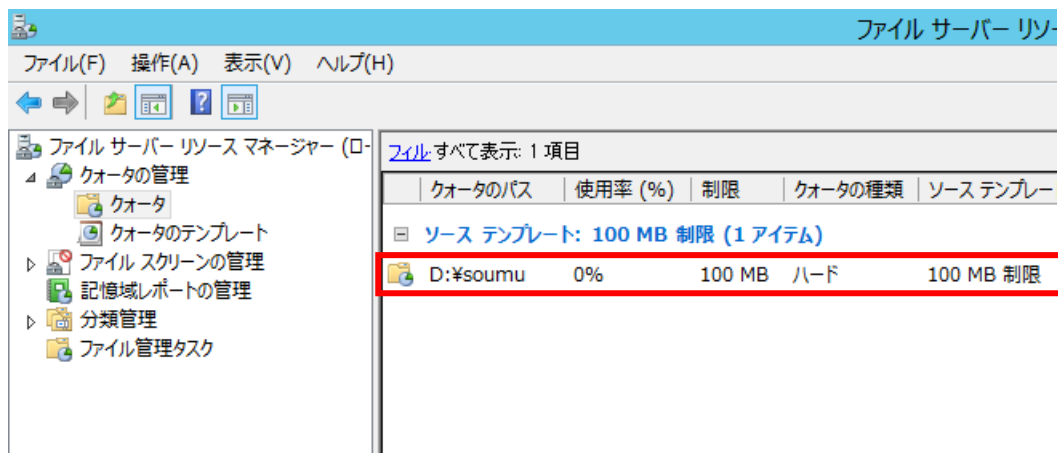 ファイル サーバー リソー
ファイル(F) 操作(A) 表示(V) ヘルプ(H)
ファイル サーバー リソース マネージャー (ロ-
クォータの管理
クォータ
クォータのテンプレート
ファイル スクリーンの管理
記憶域レポートの管理
分類管理
ファイル管理タスク
フィル すべて表示: 1 項目
クォータのパス 使用率 (%) 制限 クォータの種類 ソース テンプレー
ソース テンプレート: 100 MB 制限 (1 アイテム)
D:¥soumu 0% 100 MB ハード 100 MB 制限